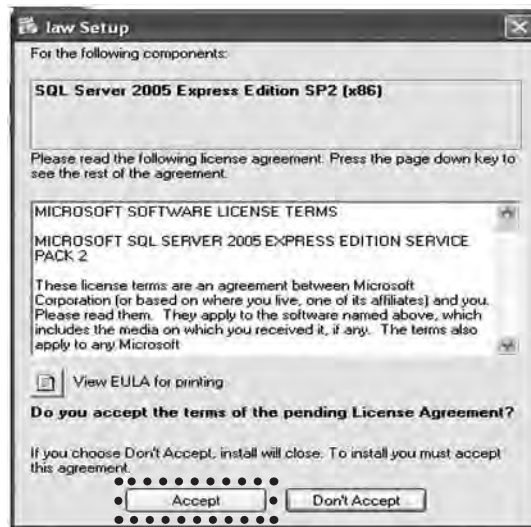 law Setup
For the following components:
SQL Server 2005 Express Edition SP2 (x86)
Please read the following license agreement. Press the page down key to
see the rest of the agreement.
MICROSOFT SOFTWARE LICENSE TERMS
MICROSOFT SQL SERVER 2005 EXPRESS EDITION SERVICE
PACK 2
These license terms are an agreement between Microsoft
Corporation (or based on where you live, one of its affiliates) and you.
Please read them. They apply to the software named above, which
includes the media on which you received it, if any. The terms also
apply to any Microsoft
View EULA for printing
Do you accept the terms of the pending License Agreement?
If you choose Don't Accept, install will close. To install you must accept
this agreement.
Accept
Don't Accept